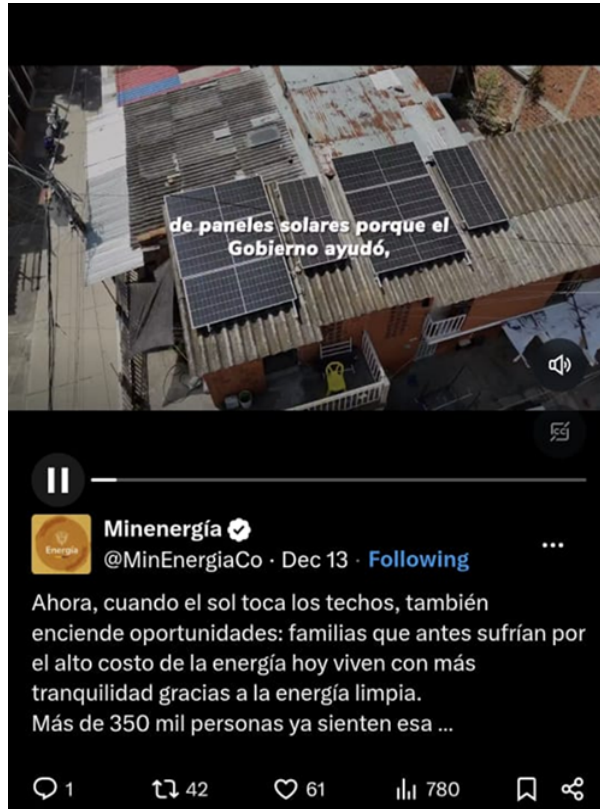 de paneles solares porque el
Gobierno ayudó,
Energía
Minenergía
@MinEnergiaCo · Dec 13 · Following
Ahora, cuando el sol toca los techos, también
enciende oportunidades: familias que antes sufrían por
el alto costo de la energía hoy viven con más
tranquilidad gracias a la energía limpia.
Más de 350 mil personas ya sienten esa ...
1 42 61 780